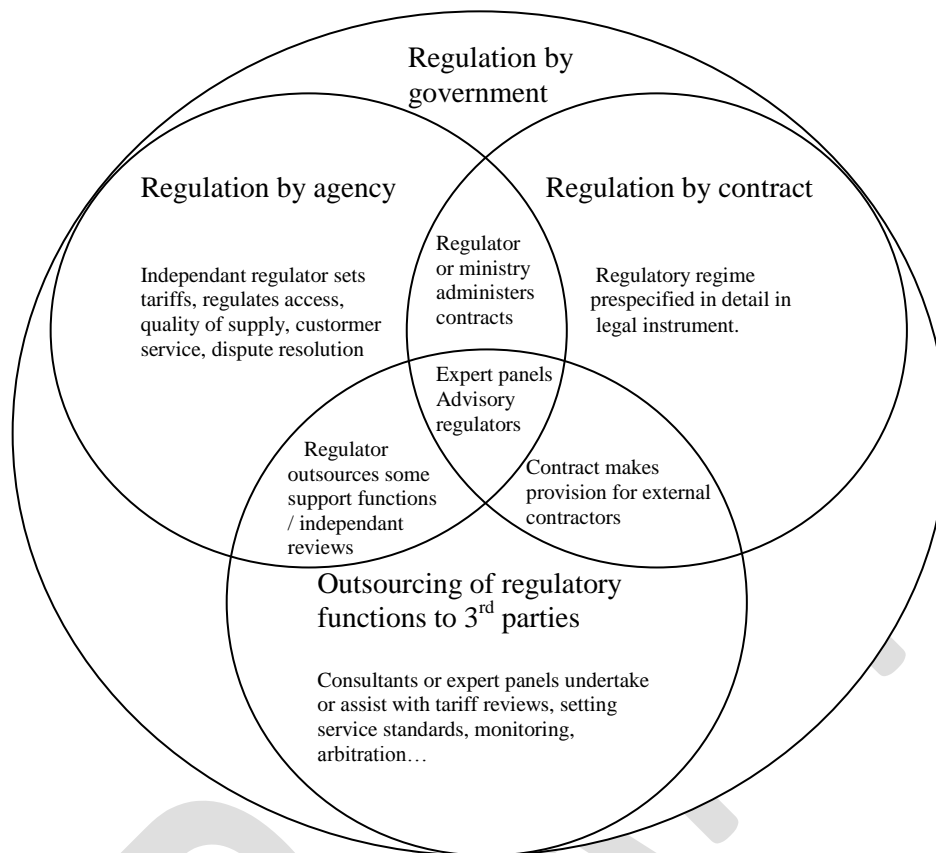 Regulation by
government
Regulation by agency
Regulation by contract
Independant regulator sets
tariffs, regulates access,
quality of supply, custormer
service, dispute resolution
Regulator
or ministry
administers
contracts
Regulatory regime
prespecified in detail in
legal instrument.
Expert panels
Advisory
regulators
Regulator
outsources some
support functions
/ independant
reviews
Contract makes
provision for external
contractors
Outsourcing of regulatory
functions to 3rd parties
Consultants or expert panels undertake
or assist with tariff reviews, setting
service standards, monitoring,
arbitration…